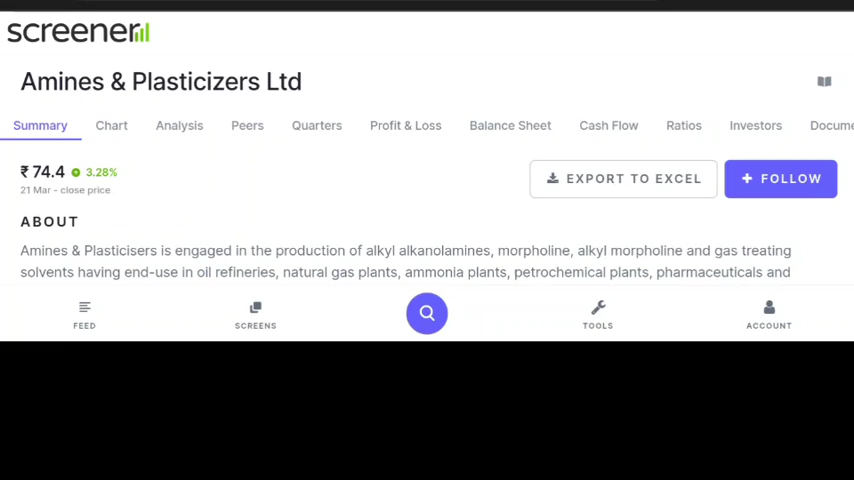 screener
Amines & Plasticizers Ltd
Summary Chart Analysis Peers Quarters Profit & Loss Balance Sheet Cash Flow Ratios Investors Docume
₹ 74.4 3.28%
21 Mar - close price
EXPORT TO EXCEL
+ FOLLOW
ABOUT
Amines & Plasticisers is engaged in the production of alkyl alkanolamines, morpholine, alkyl morpholine and gas treating
solvents having end-use in oil refineries, natural gas plants, ammonia plants, petrochemical plants, pharmaceuticals and
FEED SCREENS TOOLS ACCOUNT